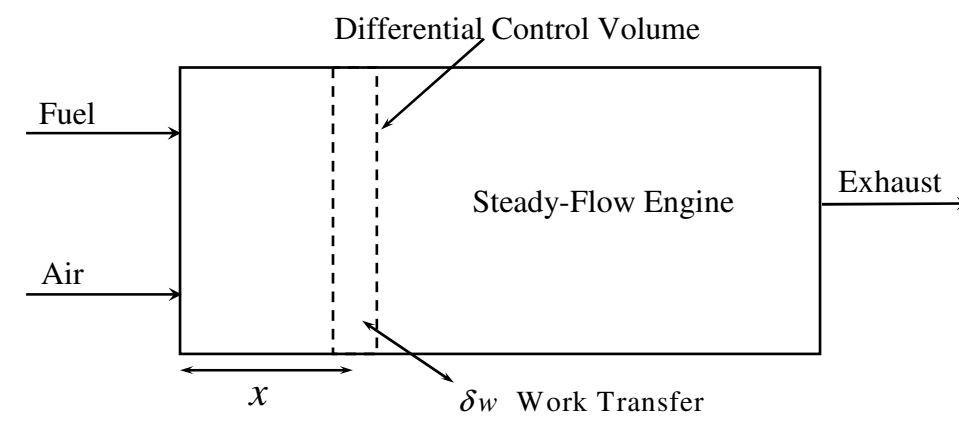 Differential Control Volume
Fuel
Steady-Flow Engine
Exhaust
Air
x
δw Work Transfer